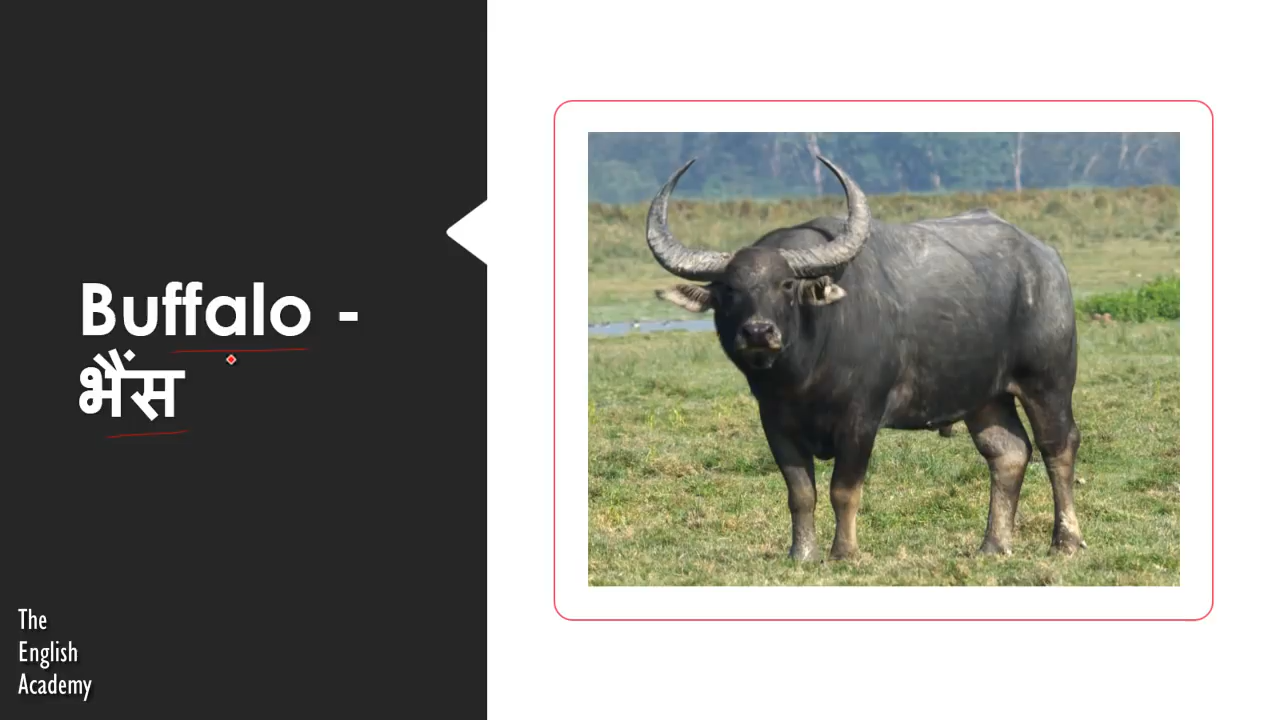 Buffalo -
भैंस
The
English
Academy